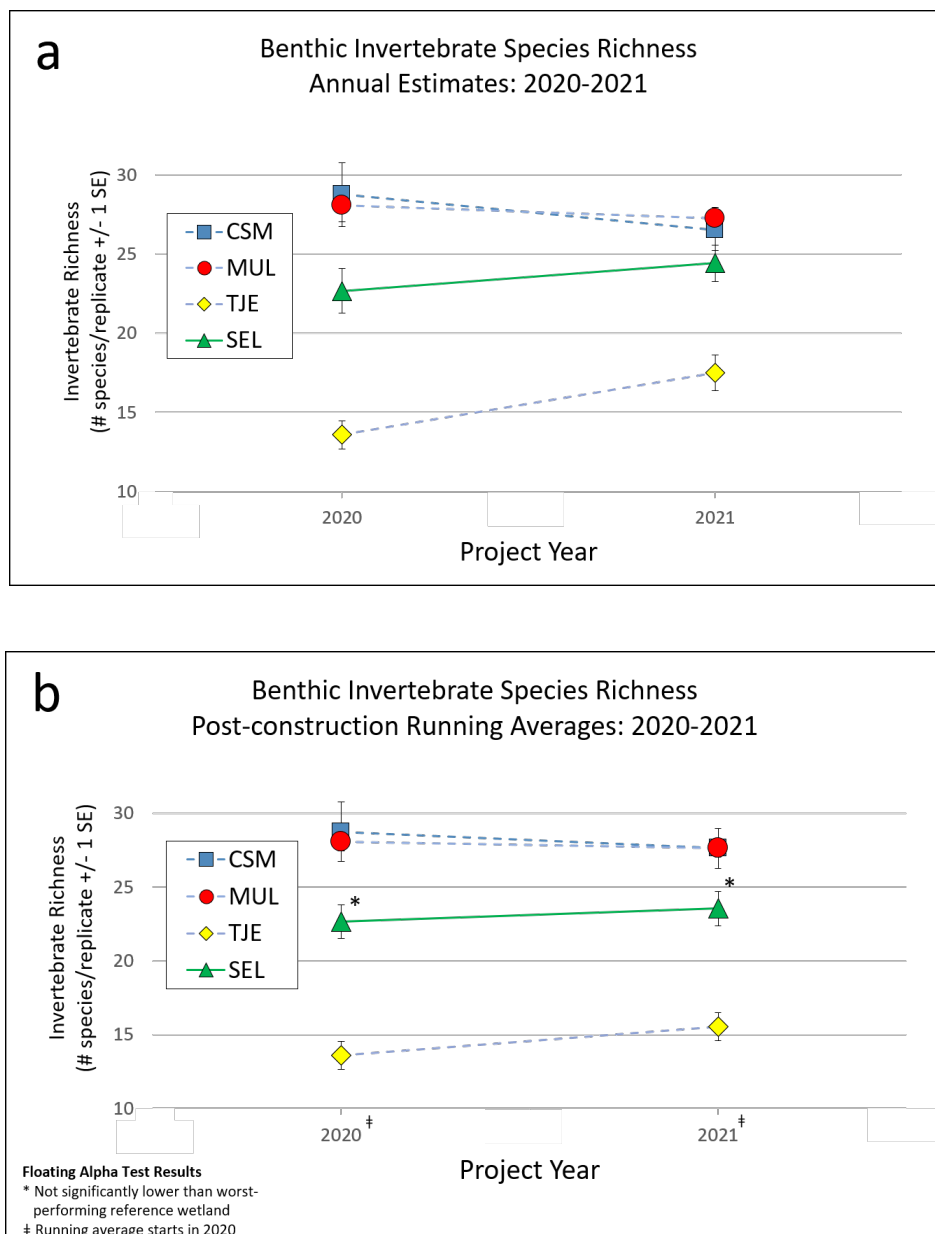 a
Benthic Invertebrate Species Richness
Annual Estimates: 2020-2021
Invertebrate Richness
(# species/replicate +/- 1 SE)
30
25
20
15
10
CSM
MUL
TJE
SEL
2020
2021
Project Year
b
Benthic Invertebrate Species Richness
Post-construction Running Averages: 2020-2021
Invertebrate Richness
(# species/replicate +/- 1 SE)
30
25
20
15
10
CSM
MUL
TJE
SEL
*
*
2020 ǂ
2021 ǂ
Project Year
Floating Alpha Test Results
* Not significantly lower than worst-
performing reference wetland
ǂ Running average starts in 2020